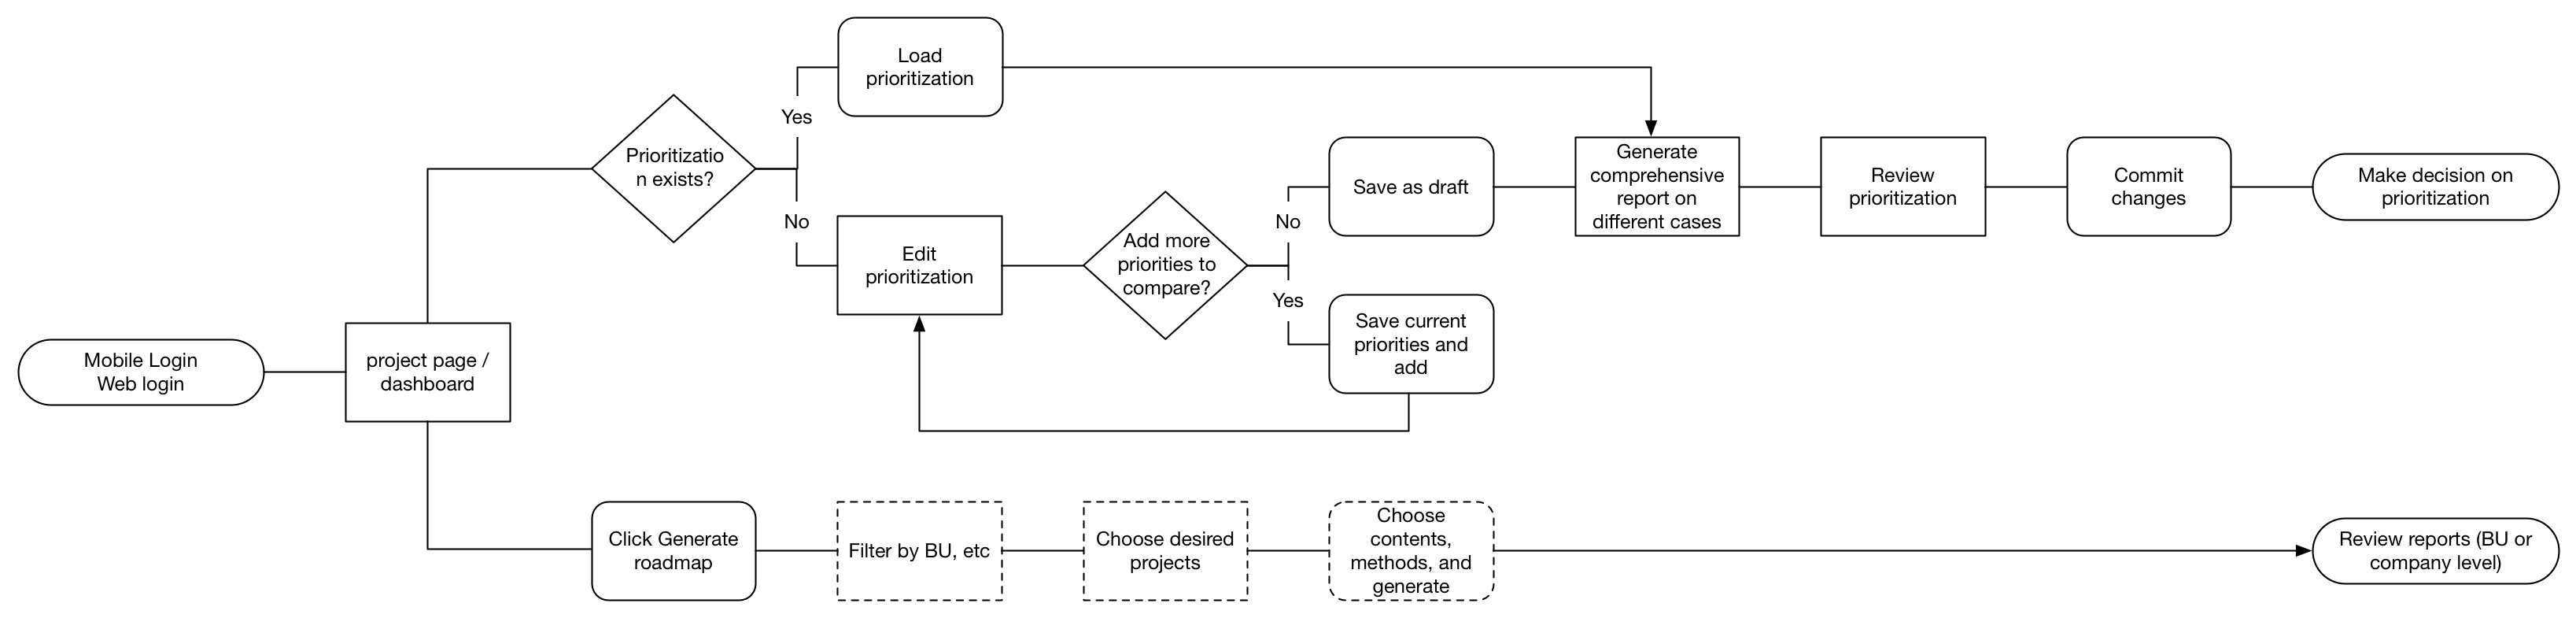 Load
prioritization
Yes
Prioritizatio
n exists?
No
Edit
prioritization
Add more
priorities to
compare?
No
Save as draft
Yes
Save current
priorities and
add
Generate
comprehensive
report on
different cases
Review
prioritization
Commit
changes
Make decision on
prioritization
Mobile Login
Web login
project page /
dashboard
Click Generate
roadmap
Filter by BU, etc
Choose desired
projects
Choose
contents,
methods, and
generate
Review reports (BU or
company level)